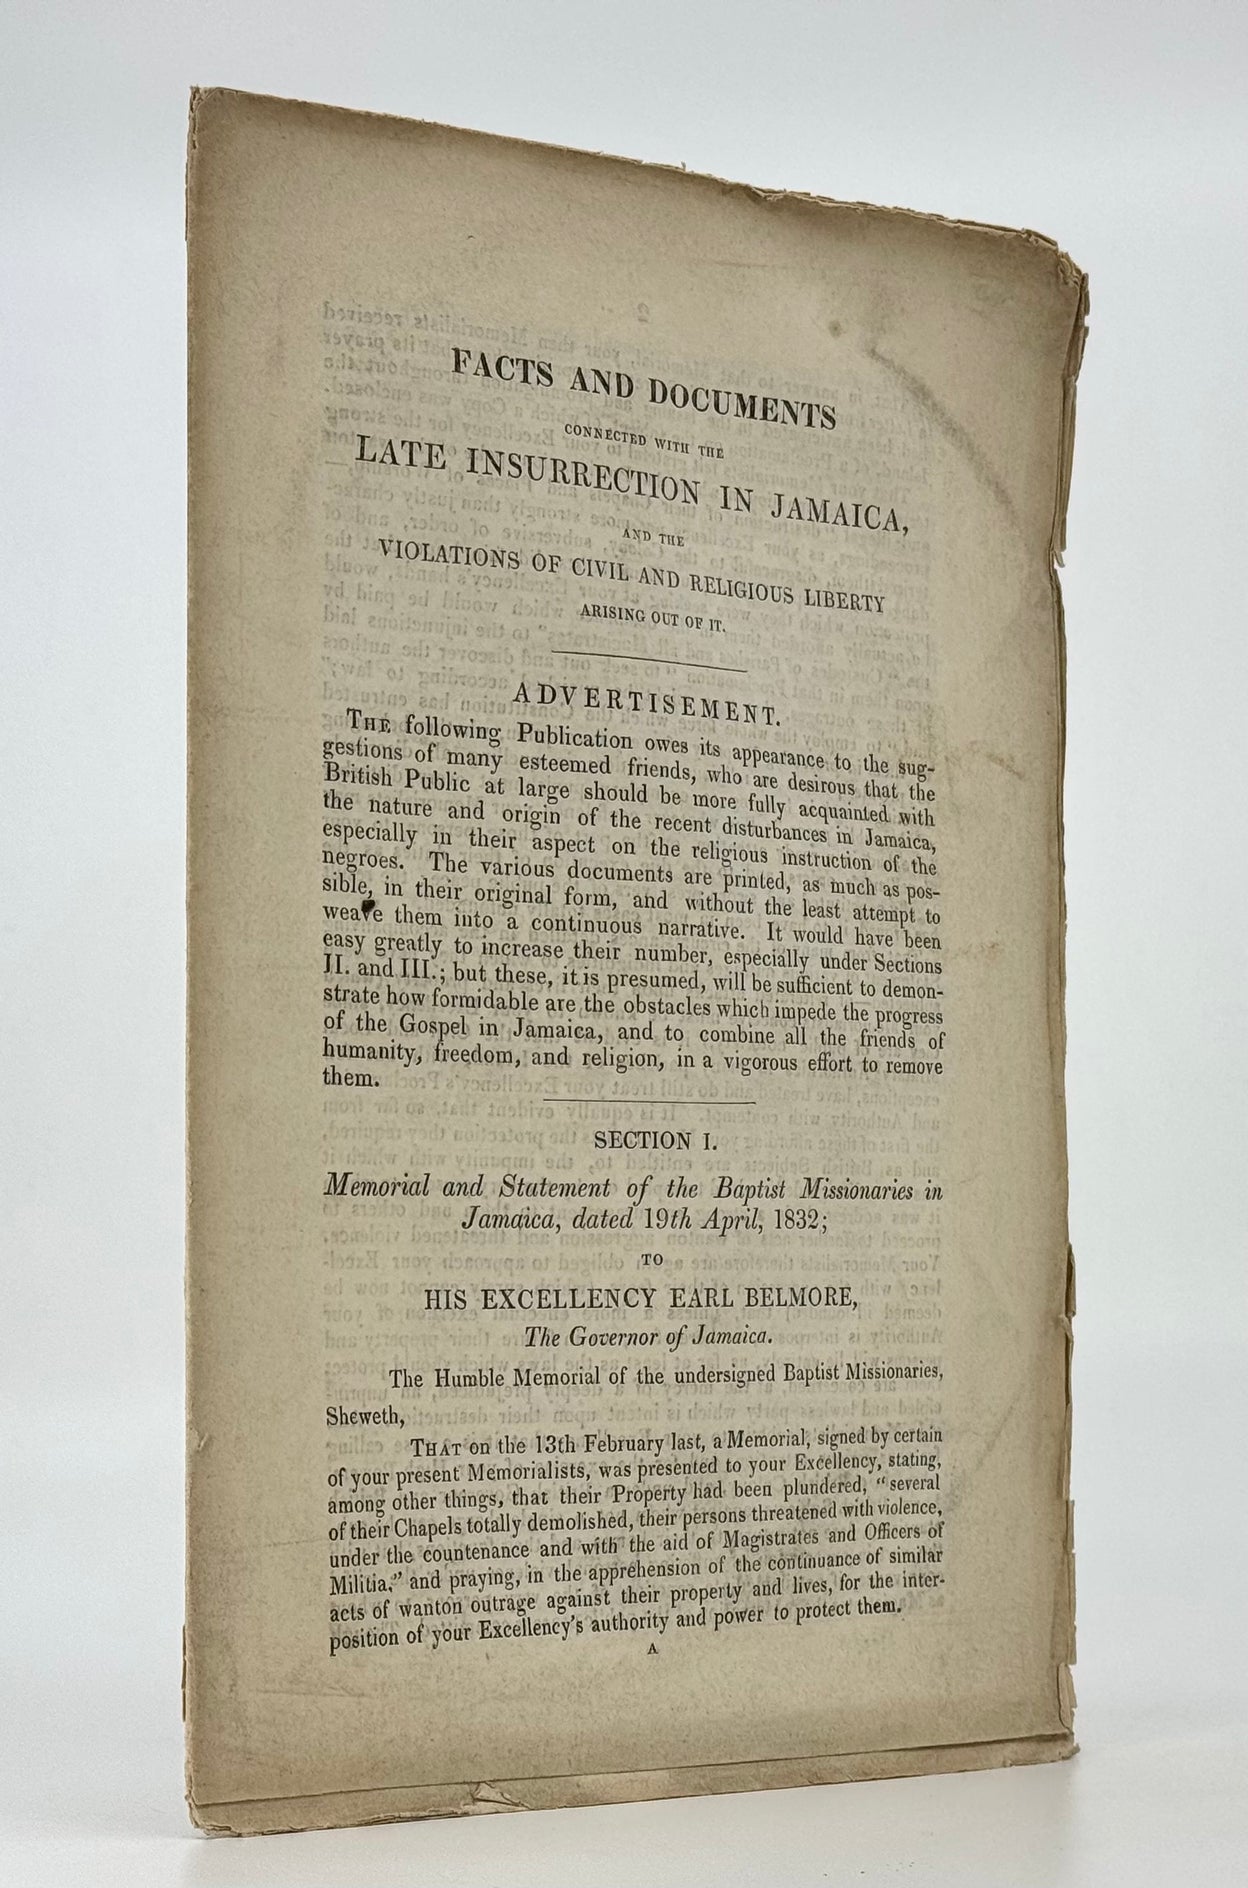 FACTS AND DOCUMENTS
CONNECTED WITH THE
LATE INSURRECTION IN JAMAICA,
AND THE
VIOLATIONS OF CIVIL AND RELIGIOUS LIBERTY
ARISING OUT OF IT.
ADVERTISEMENT.
THE following Publication owes its appearance to the sug-
gestions of many esteemed friends, who are desirous that the
British Public at large should be more fully acquainted with
the nature and origin of the recent disturbances in Jamaica,
especially in their aspect on the religious instruction of the
negroes. The various documents are printed, as much as pos-
sible, in their original form, and without the least attempt to
weave them into a continuous narrative. It would have been
easy greatly to increase their number, especially under Sections
II. and III.; but these, it is presumed, will be sufficient to demon-
strate how formidable are the obstacles which impede the progress
of the Gospel in Jamaica, and to combine all the friends of
humanity, freedom, and religion, in a vigorous effort to remove
them.
SECTION I.
Memorial and Statement of the Baptist Missionaries in
Jamaica, dated 19th April, 1832;
TO
HIS EXCELLENCY EARL BELMORE,
The Governor of Jamaica.
The Humble Memorial of the undersigned Baptist Missionaries,
Sheweth,
THAT on the 13th February last, a Memorial, signed by certain
of your present Memorialists, was presented to your Excellency, stating,
among other things, that their Property had been plundered, "several
of their Chapels totally demolished, their persons threatened with violence,
under the countenance and with the aid of Magistrates and Officers of
Militia," and praying, in the apprehension of the continuance of similar
acts of wanton outrage against their property and lives, for the inter-
position of your Excellency's authority and power to protect them.
A